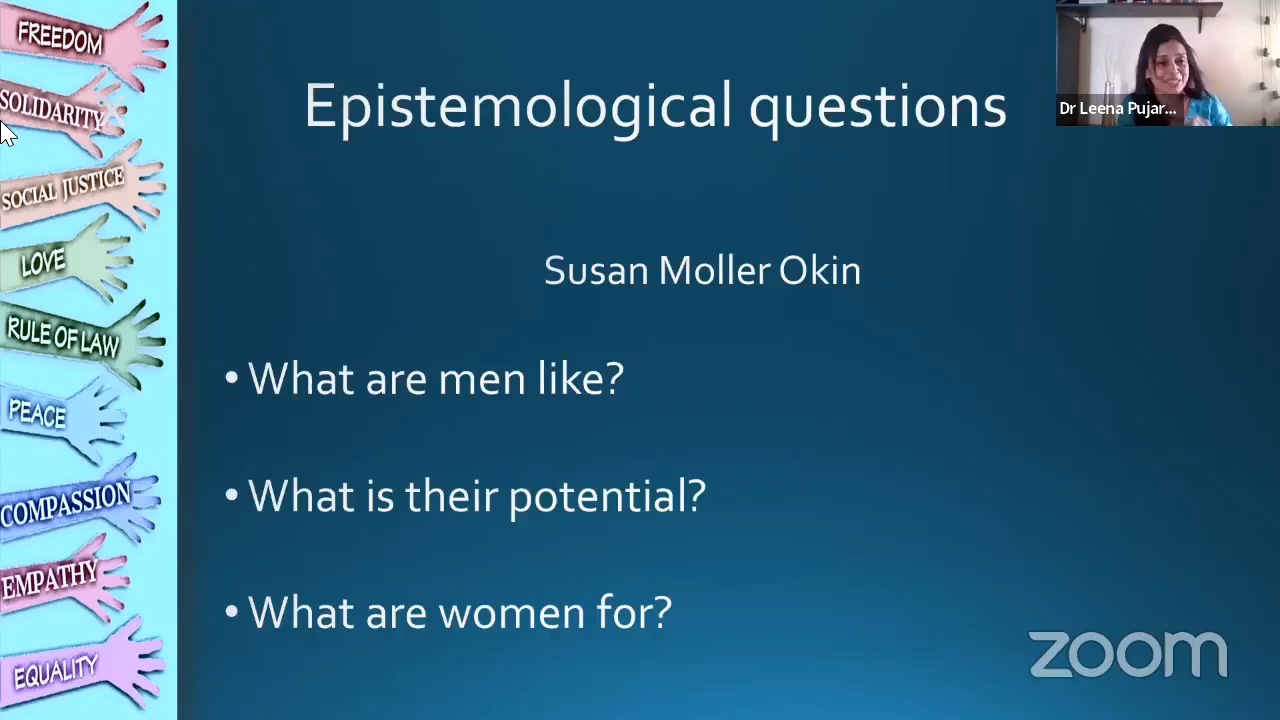 FREEDOM
SOLIDARITY
SOCIAL JUSTICE
LOVE
RULE OF LAW
PEACE
COMPASSION
EMPATHY
EQUALITY
Epistemological questions
Susan Moller Okin
• What are men like?
• What is their potential?
• What are women for?
Dr Leena Pujar...
zoom